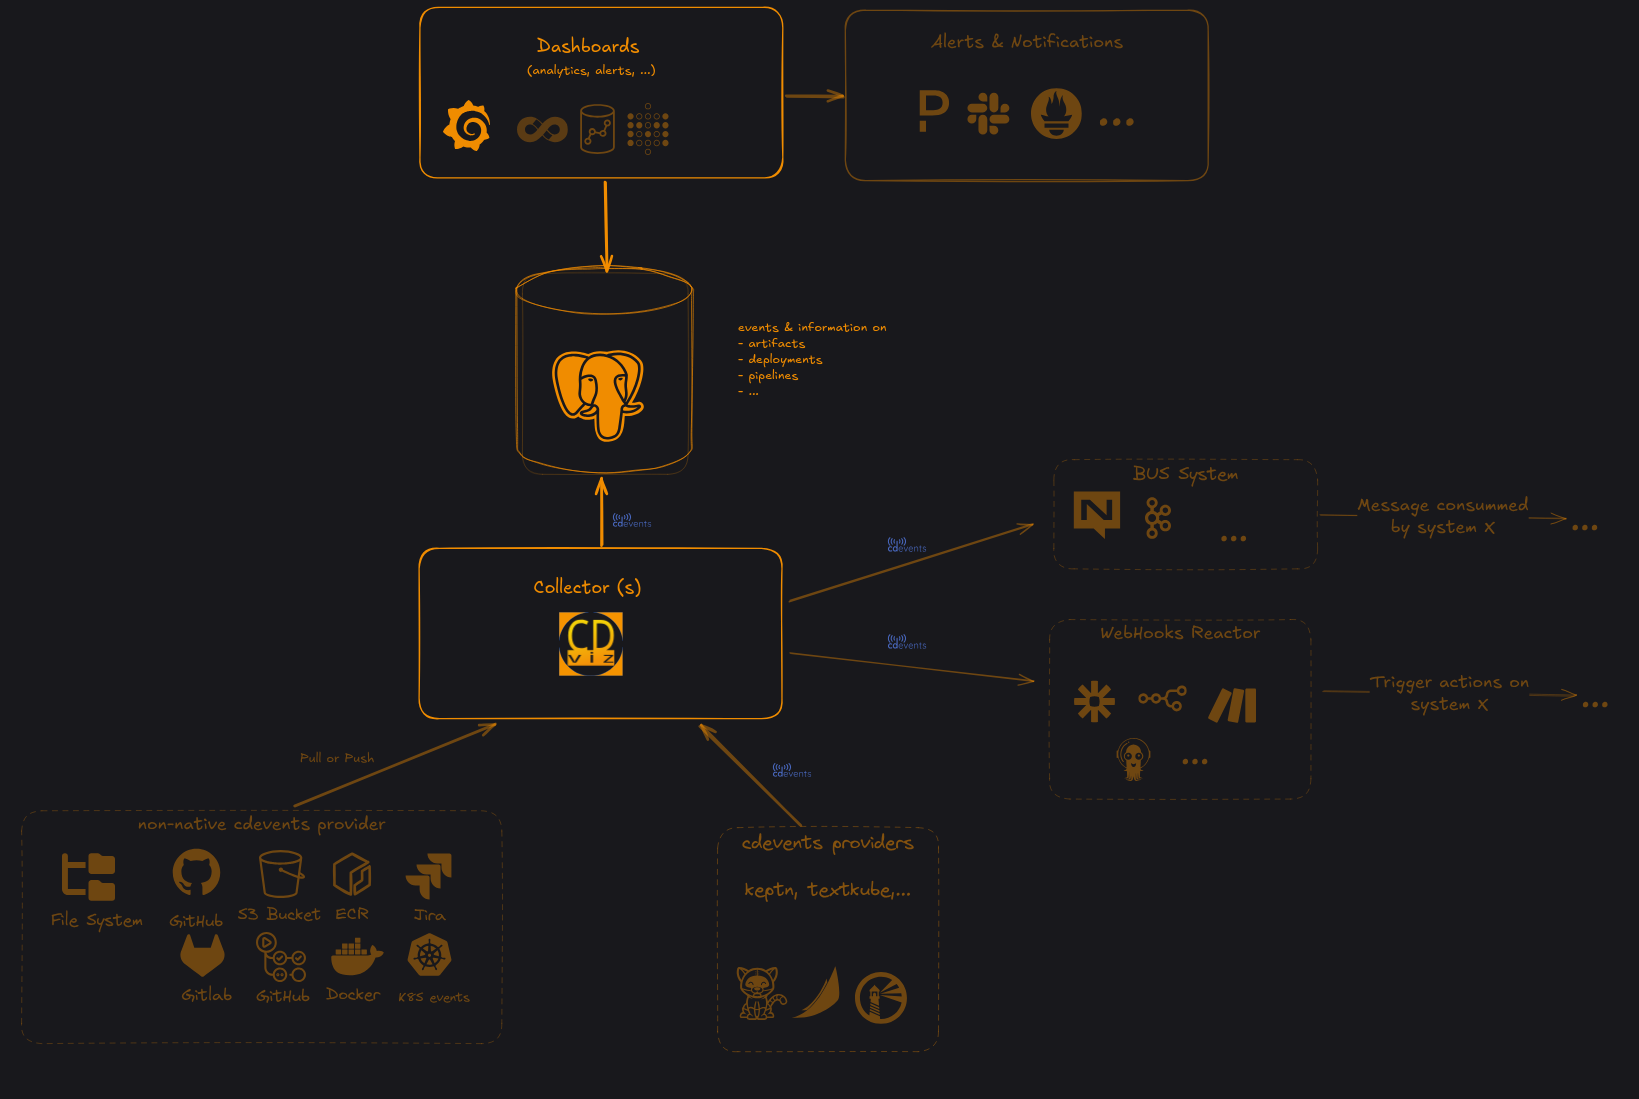 Dashboards
(analytics, alerts, ...)
Alerts & Notifications
...
events & information on
- artifacts
- deployments
- pipelines
- ...
cdevents
Collector (s)
CD
viz
cdevents
BUS System
...
Message consummed
by system X
...
cdevents
WebHooks Reactor
...
Trigger actions on
system X
...
Pull or Push
cdevents
non-native cdevents provider
File System
GitHub
S3 Bucket
ECR
Jira
Gitlab
GitHub
Docker
K8S events
cdevents providers
keptn, textkube,...